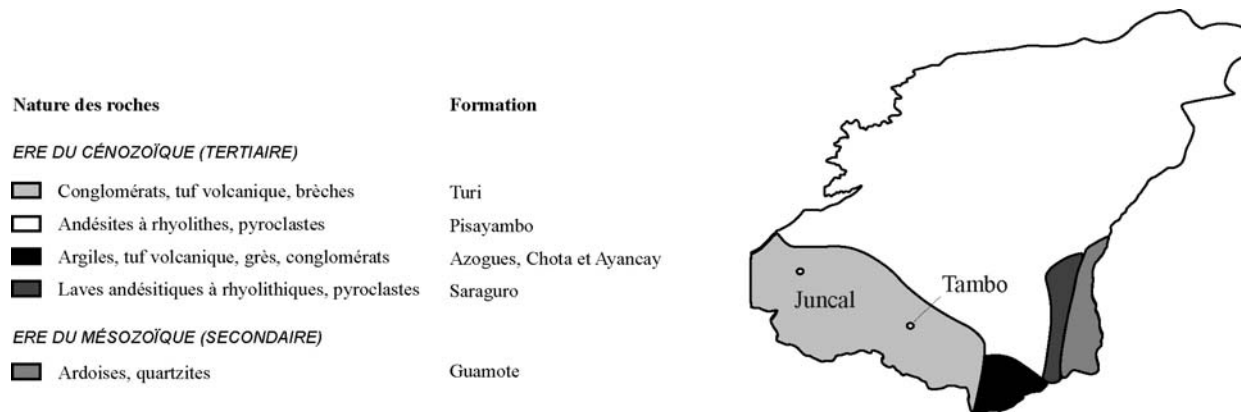 Nature des roches Formation
ERE DU CÉNOZOÏQUE (TERTIAIRE)
Conglomérats, tuf volcanique, brèches Turi
Andésites à rhyolithes, pyroclastes Pisayambo
Argiles, tuf volcanique, grès, conglomérats Azogues, Chota et Ayancay
Laves andésitiques à rhyolithiques, pyroclastes Saraguro
ERE DU MÉSOZOÏQUE (SECONDAIRE)
Ardoises, quartzites Guamote
Juncal
Tambo